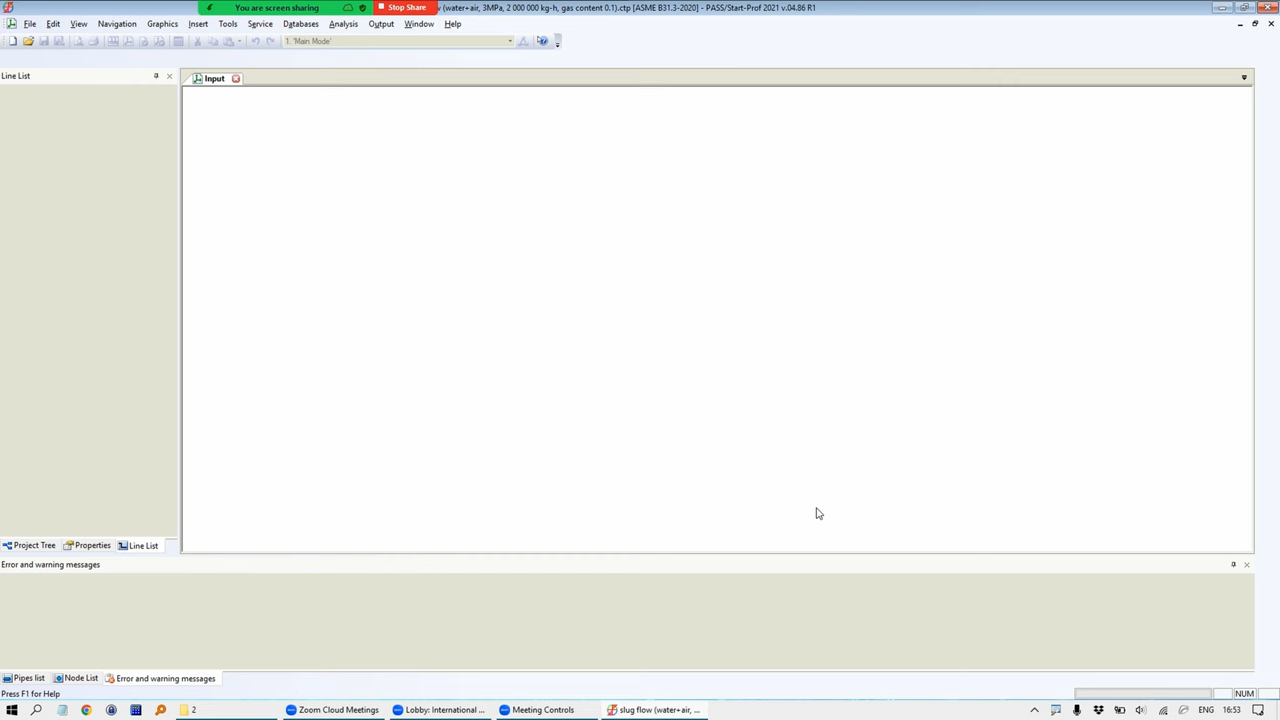 You are screen sharing
Stop Share
(water+air, 3MPa, 2 000 000 kg-h, gas content 0.1).ctp [ASME B31.3-2020] - PASS/Start-Prof 2021 v.04.86 R1
File Edit View Navigation Graphics Insert Tools Service Databases Analysis Output Window Help
1. 'Main Mode'
Line List
Input
Project Tree Properties Line List
Error and warning messages
Pipes list Node List Error and warning messages
Press F1 for Help
NUM
2
Zoom Cloud Meetings
Lobby: International ...
Meeting Controls
slug flow (water+air, ...
ENG
16:53